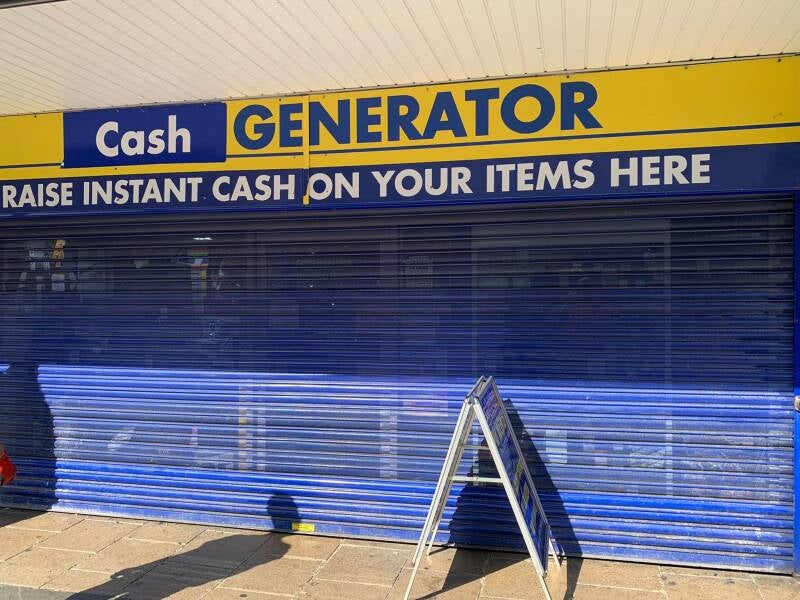 Cash GENERATOR
RAISE INSTANT CASH ON YOUR ITEMS HERE